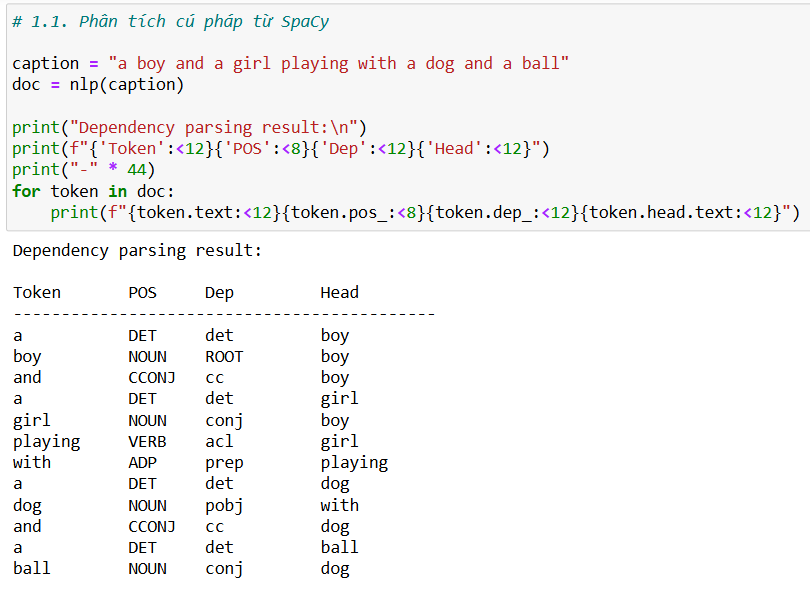 # 1.1. Phân tích cú pháp từ SpaCy
caption = "a boy and a girl playing with a dog and a ball"
doc = nlp(caption)
print("Dependency parsing result:\n")
print(f"{'Token':<12}{'POS':<8}{'Dep':<12}{'Head':<12}")
print("-" * 44)
for token in doc:
    print(f"{token.text:<12}{token.pos_:<8}{token.dep_:<12}{token.head.text:<12}")
Dependency parsing result:
Token       POS     Dep         Head
--------------------------------------------
a           DET     det         boy
boy         NOUN    ROOT        boy
and         CCONJ   cc          boy
a           DET     det         girl
girl        NOUN    conj        boy
playing     VERB    acl         girl
with        ADP     prep        playing
a           DET     det         dog
dog         NOUN    pobj        with
and         CCONJ   cc          dog
a           DET     det         ball
ball        NOUN    conj        dog